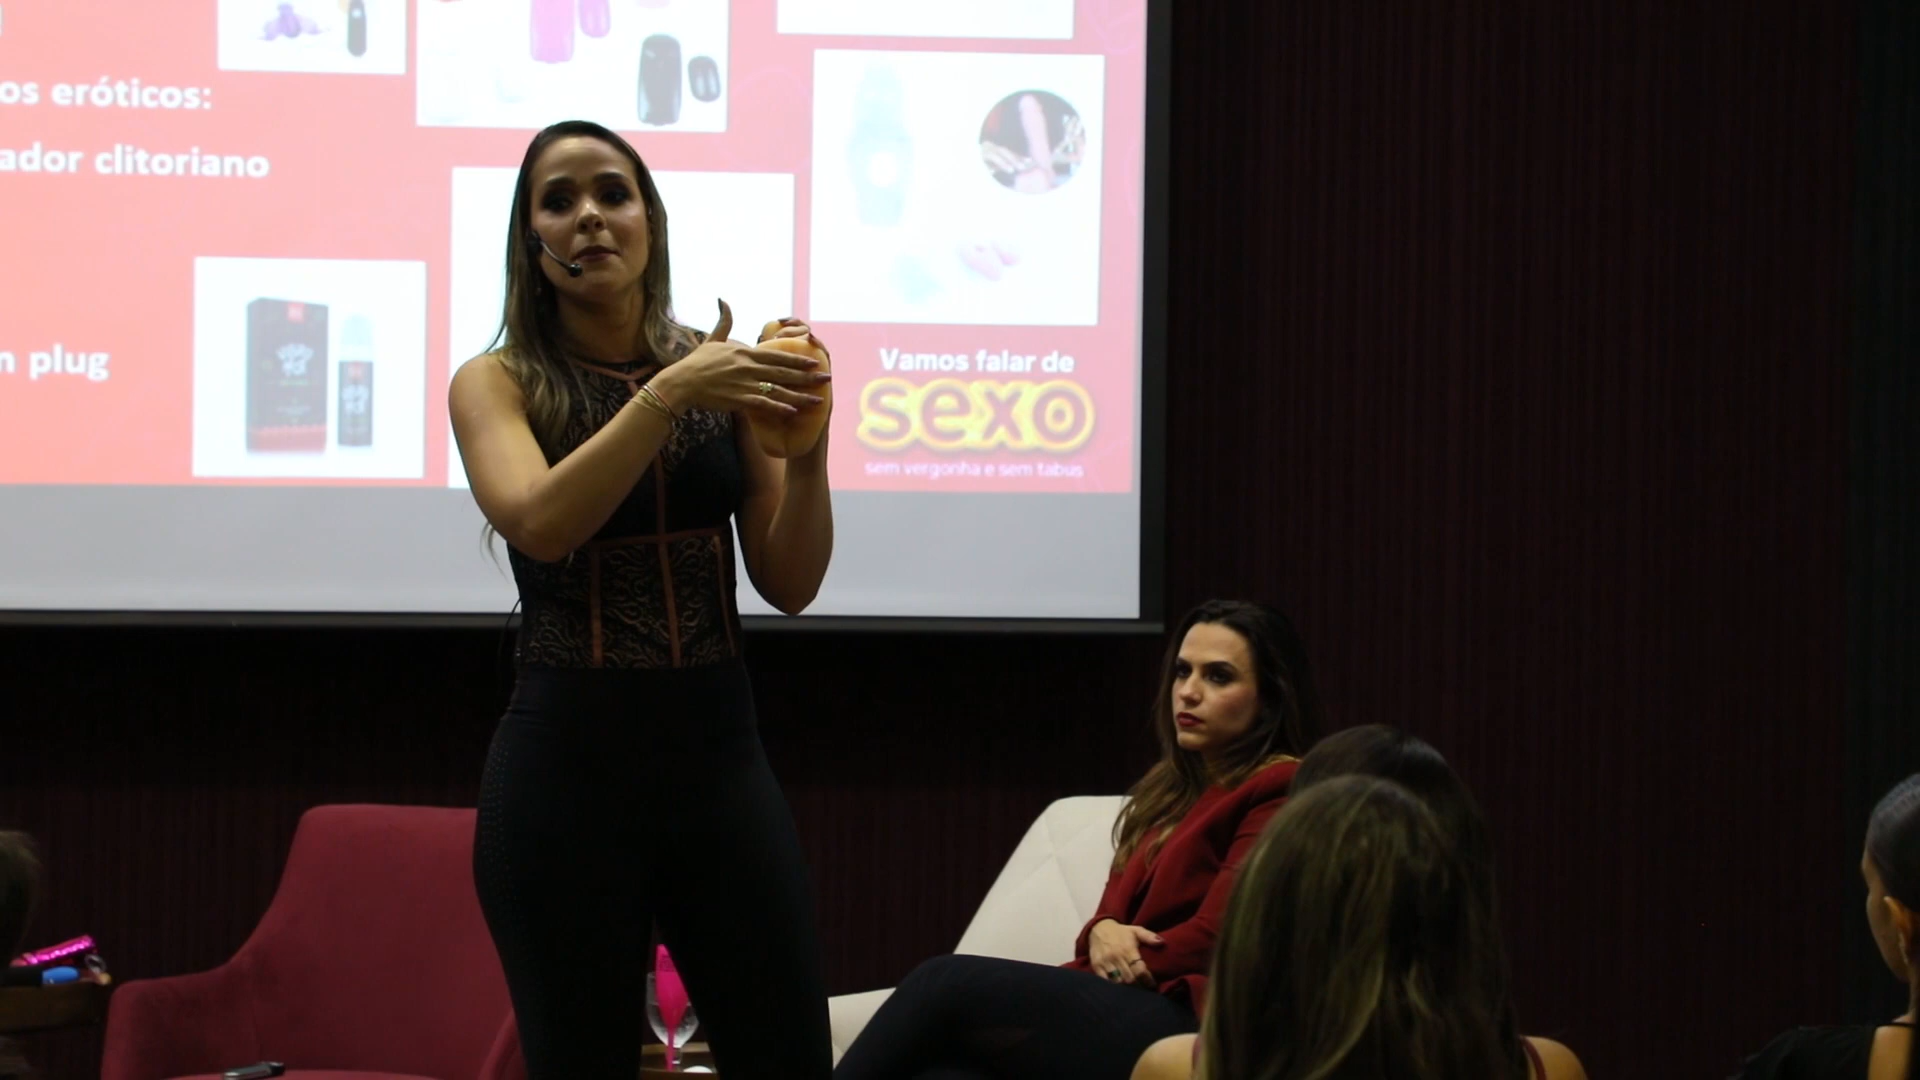 os eróticos:
ador clitoriano
n plug
Vamos falar de
sexo
sem vergonha e sem tabus